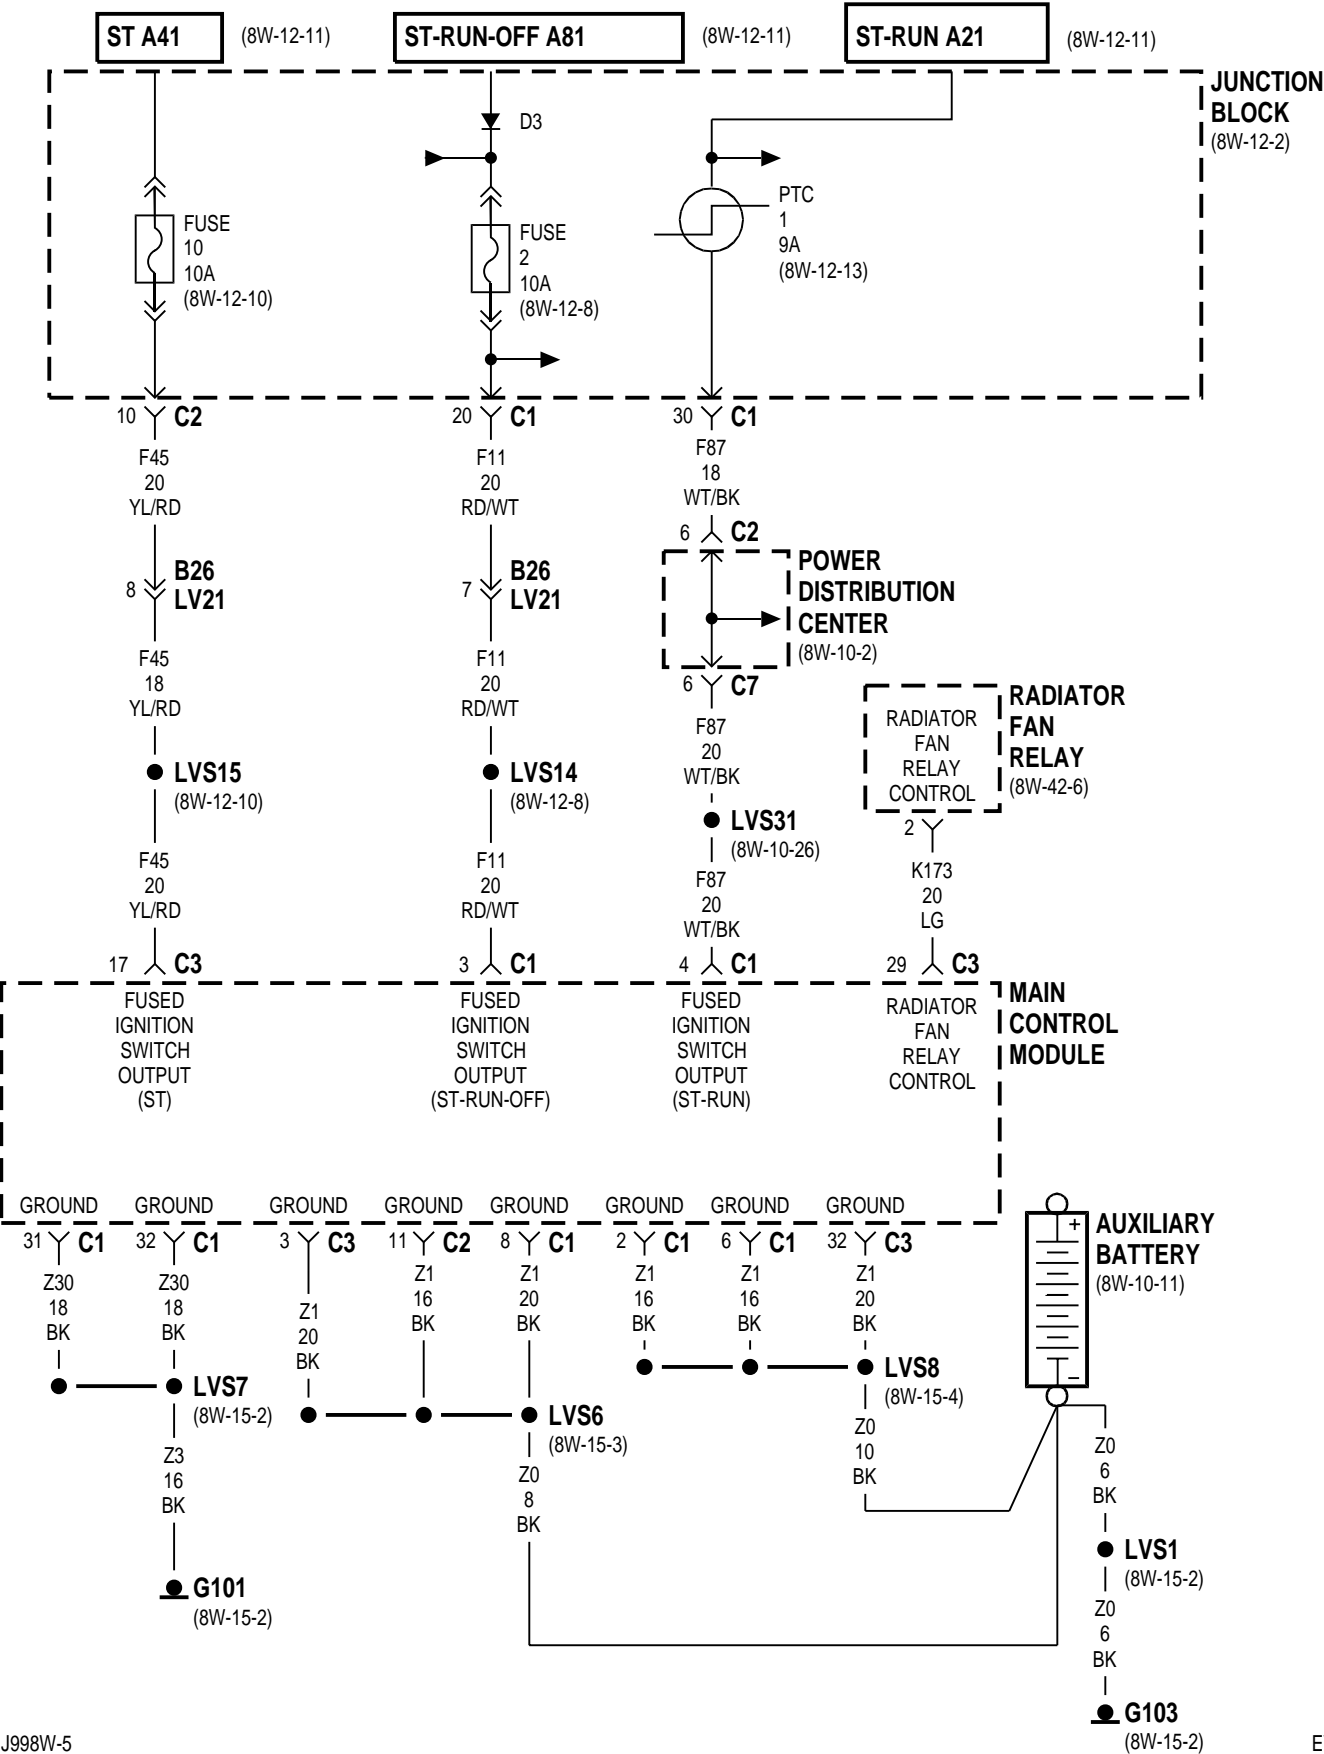 ST A41 (8W-12-11) ST-RUN-OFF A81 (8W-12-11) ST-RUN A21 (8W-12-11)
JUNCTION
BLOCK
(8W-12-2)
D3
FUSE
10
10A
(8W-12-10)
FUSE
2
10A
(8W-12-8)
PTC
1
9A
(8W-12-13)
10 C2 20 C1 30 C1
F45
20
YL/RD
F11
20
RD/WT
F87
18
WT/BK
6 C2
8 B26
LV21
7 B26
LV21
POWER
DISTRIBUTION
CENTER
(8W-10-2)
F45
18
YL/RD
F11
20
RD/WT
6 C7
F87
20
WT/BK
RADIATOR
FAN
RELAY
CONTROL
RADIATOR
FAN
RELAY
(8W-42-6)
LVS15
(8W-12-10)
LVS14
(8W-12-8)
LVS31
(8W-10-26)
2
F45
20
YL/RD
F11
20
RD/WT
F87
20
WT/BK
K173
20
LG
17 C3 3 C1 4 C1 29 C3
MAIN
CONTROL
MODULE
FUSED
IGNITION
SWITCH
OUTPUT
(ST)
FUSED
IGNITION
SWITCH
OUTPUT
(ST-RUN-OFF)
FUSED
IGNITION
SWITCH
OUTPUT
(ST-RUN)
RADIATOR
FAN
RELAY
CONTROL
GROUND GROUND GROUND GROUND GROUND GROUND GROUND GROUND
31 C1 32 C1 3 C3 11 C2 8 C1 2 C1 6 C1 32 C3
+
−
AUXILIARY
BATTERY
(8W-10-11)
Z30
18
BK
Z30
18
BK
Z1
20
BK
Z1
16
BK
Z1
20
BK
Z1
16
BK
Z1
16
BK
Z1
20
BK
LVS7
(8W-15-2)
LVS6
(8W-15-3)
LVS8
(8W-15-4)
Z3
16
BK
Z0
8
BK
Z0
10
BK
Z0
6
BK
LVS1
(8W-15-2)
G101
(8W-15-2)
Z0
6
BK
G103
(8W-15-2)
J998W-5 E